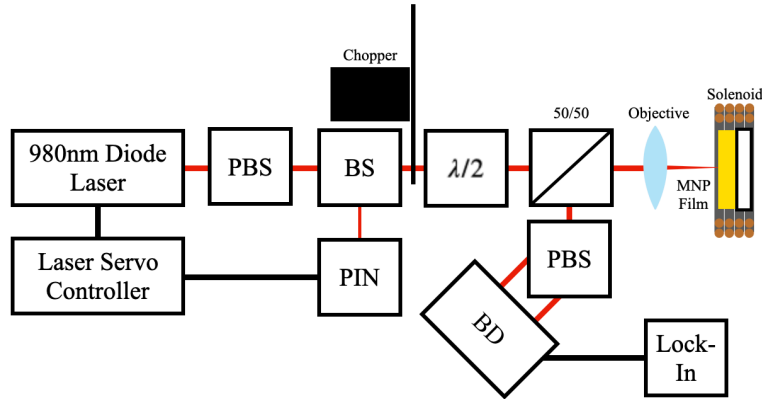 Chopper
Solenoid
50/50
Objective
980nm Diode
Laser
PBS
BS
λ/2
MNP
Film
Laser Servo
Controller
PIN
PBS
BD
Lock-
In